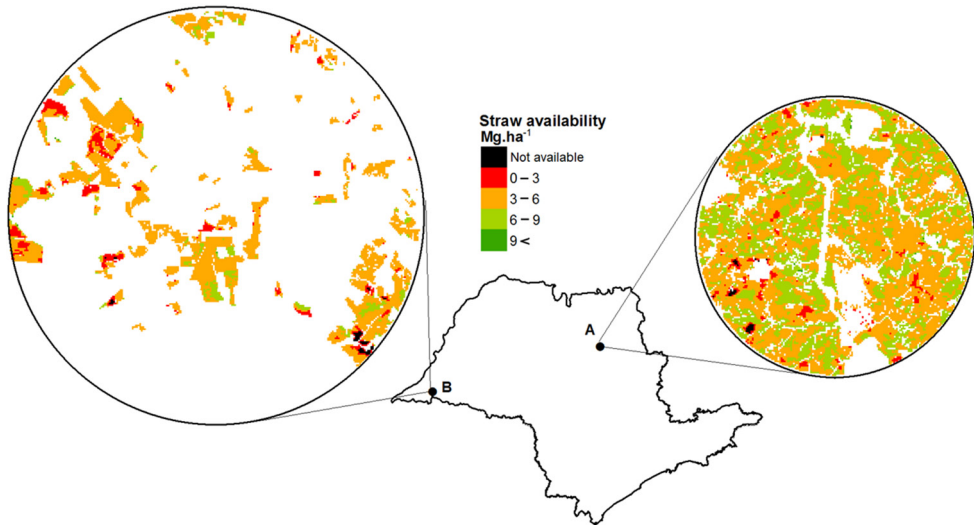 Straw availability
Mg.ha⁻¹
Not available
0 – 3
3 – 6
6 – 9
9 <
A
B